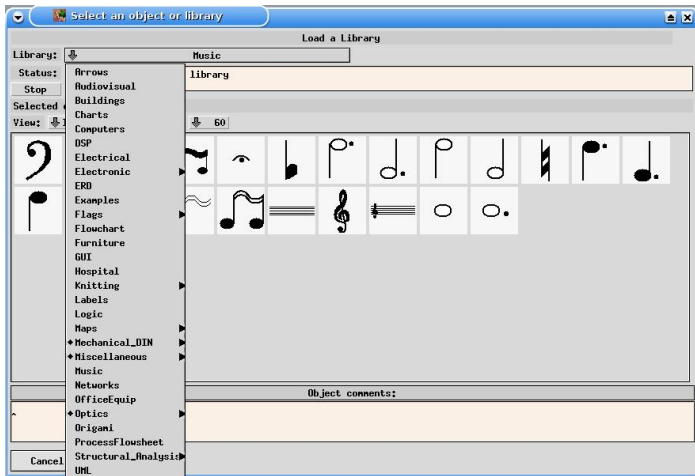 Select an object or library
Load a Library
Library: Music
Status: library
Stop
Selected
View: 60
Arrows
Audiovisual
Buildings
Charts
Computers
DSP
Electrical
Electronic
ERD
Examples
Flags
Flowchart
Furniture
GUI
Hospital
Knitting
Labels
Logic
Maps
Mechanical_DIN
Miscellaneous
Music
Networks
OfficeEquip
Optics
Origami
ProcessFlowsheet
Structural_Analysis
UML
Object comments:
Cancel